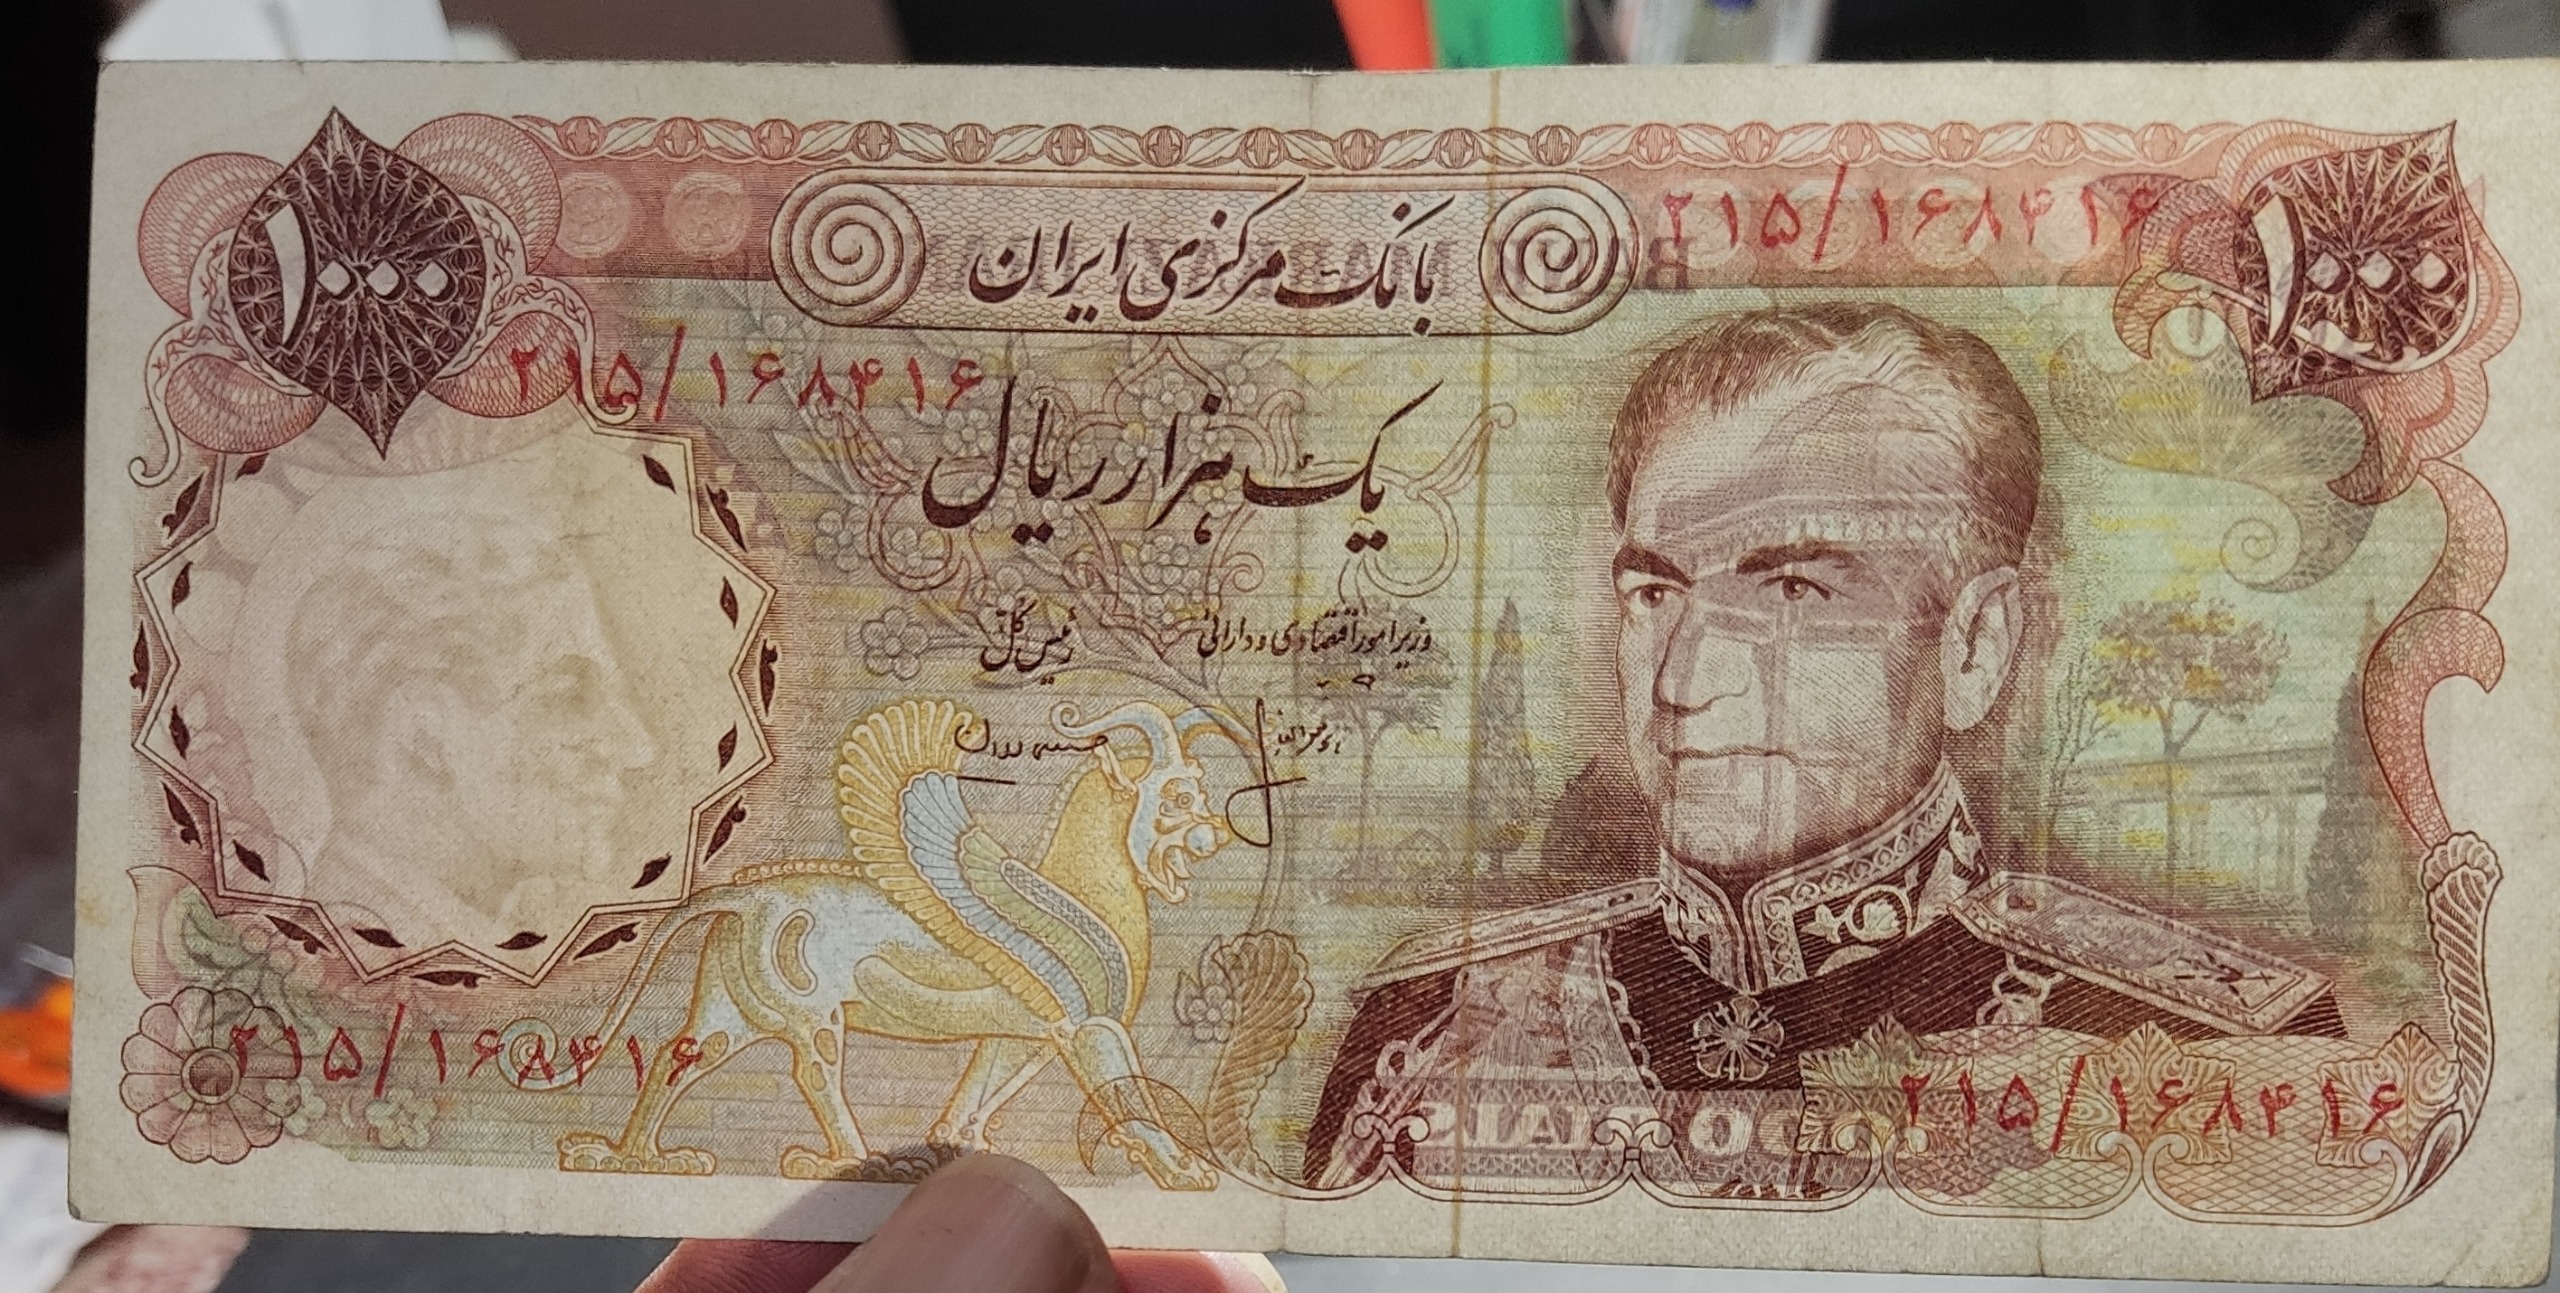 ۱۰۰۰
بانک مرکزی ایران
۲۱۵/۱۶۸۴۱۶
۱۰۰۰
۲۱۵/۱۶۸۴۱۶
یک هزار ریال
وزیر امور اقتصادی و دارائی
رئیس کل
۲۱۵/۱۶۸۴۱۶
۲۱۵/۱۶۸۴۱۶